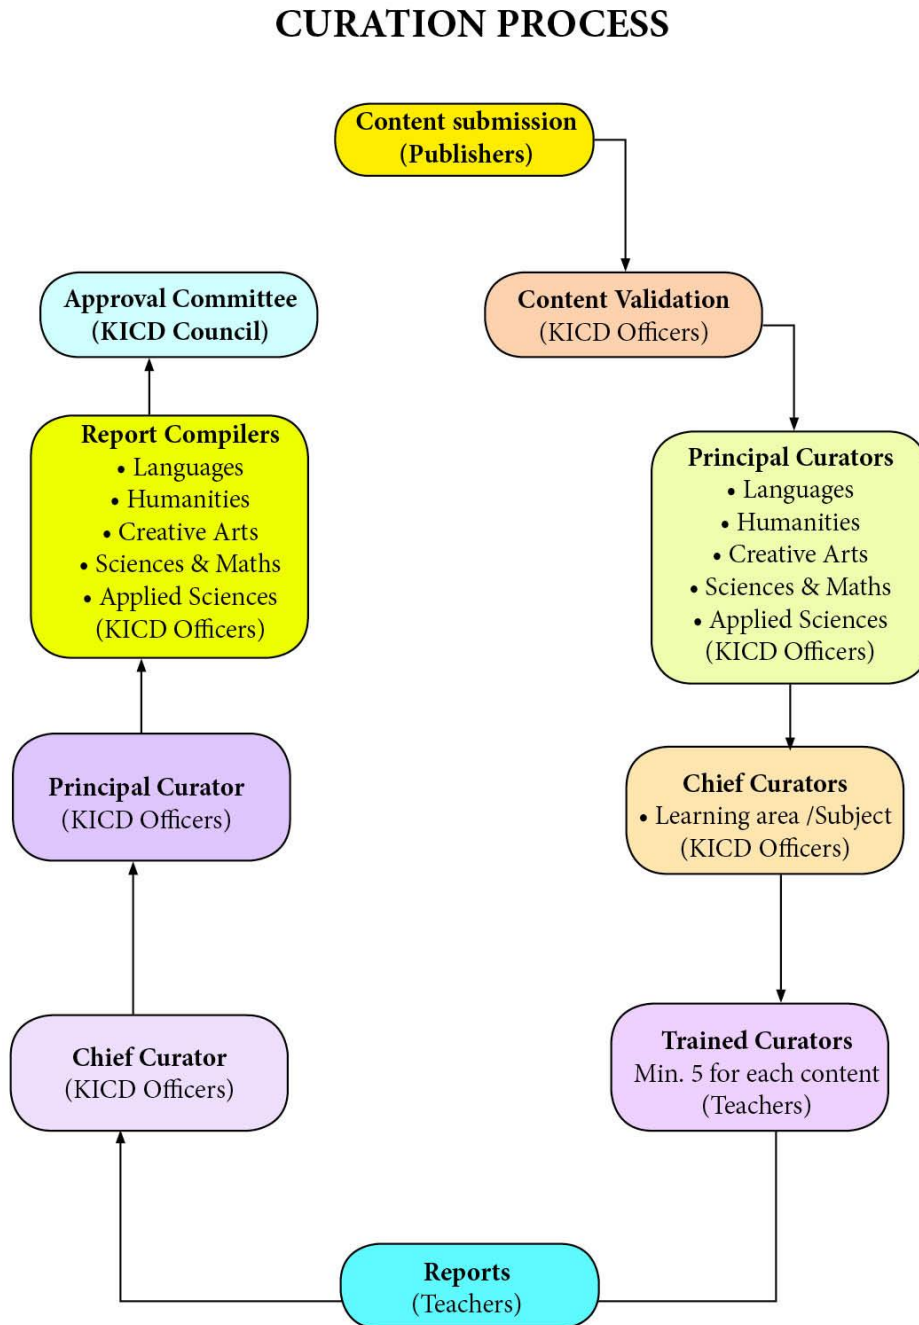 CURATION PROCESS
Content submission
(Publishers)
Content Validation
(KICD Officers)
Principal Curators
• Languages
• Humanities
• Creative Arts
• Sciences & Maths
• Applied Sciences
(KICD Officers)
Chief Curators
• Learning area /Subject
(KICD Officers)
Trained Curators
Min. 5 for each content
(Teachers)
Reports
(Teachers)
Chief Curator
(KICD Officers)
Principal Curator
(KICD Officers)
Report Compilers
• Languages
• Humanities
• Creative Arts
• Sciences & Maths
• Applied Sciences
(KICD Officers)
Approval Committee
(KICD Council)